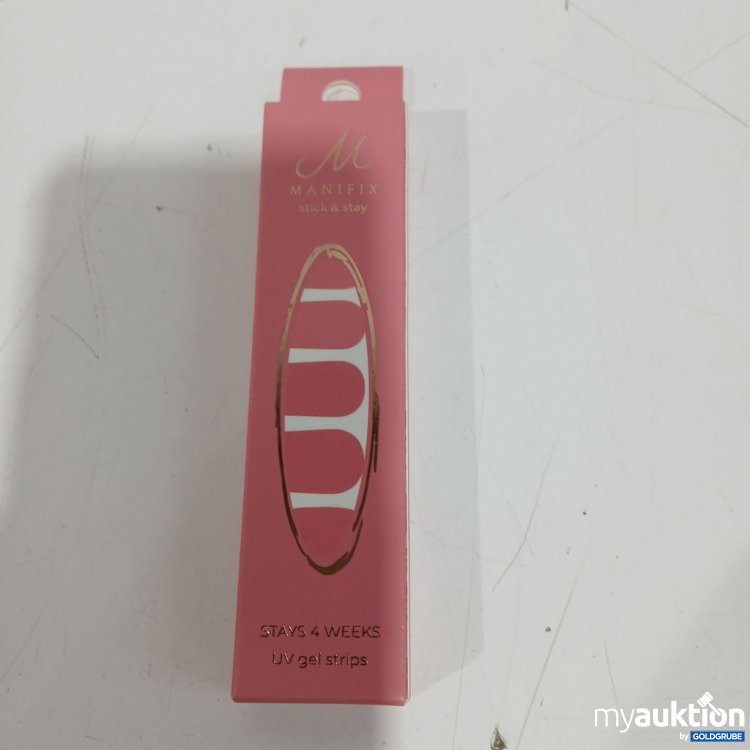 M
MANIFIX
stick & stay
m
STAYS 4 WEEKS
UV gel strips
myauktion
by GOLDGRUBE